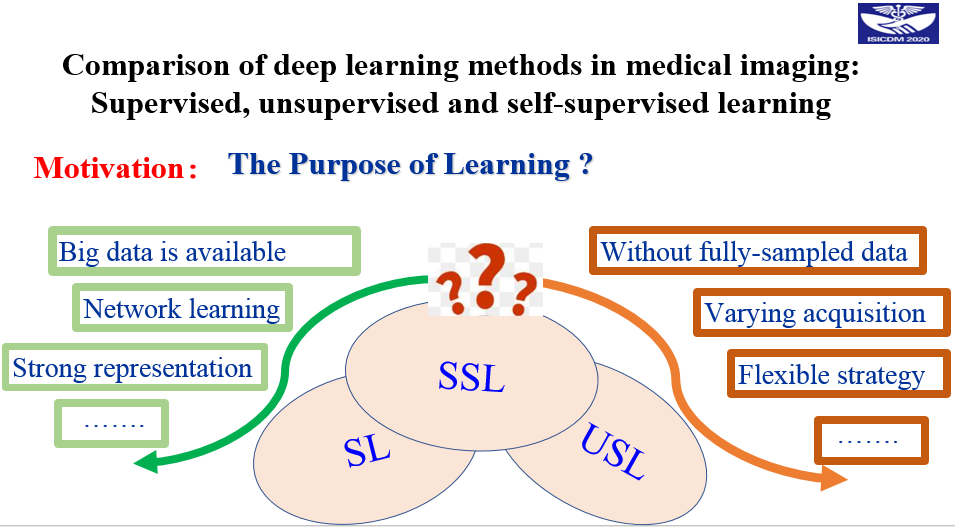 ISICDM 2020
Comparison of deep learning methods in medical imaging:
Supervised, unsupervised and self-supervised learning
Motivation：
The Purpose of Learning ?
Big data is available
Network learning
Strong representation
…….
???
Without fully-sampled data
Varying acquisition
Flexible strategy
…….
SSL
SL
USL